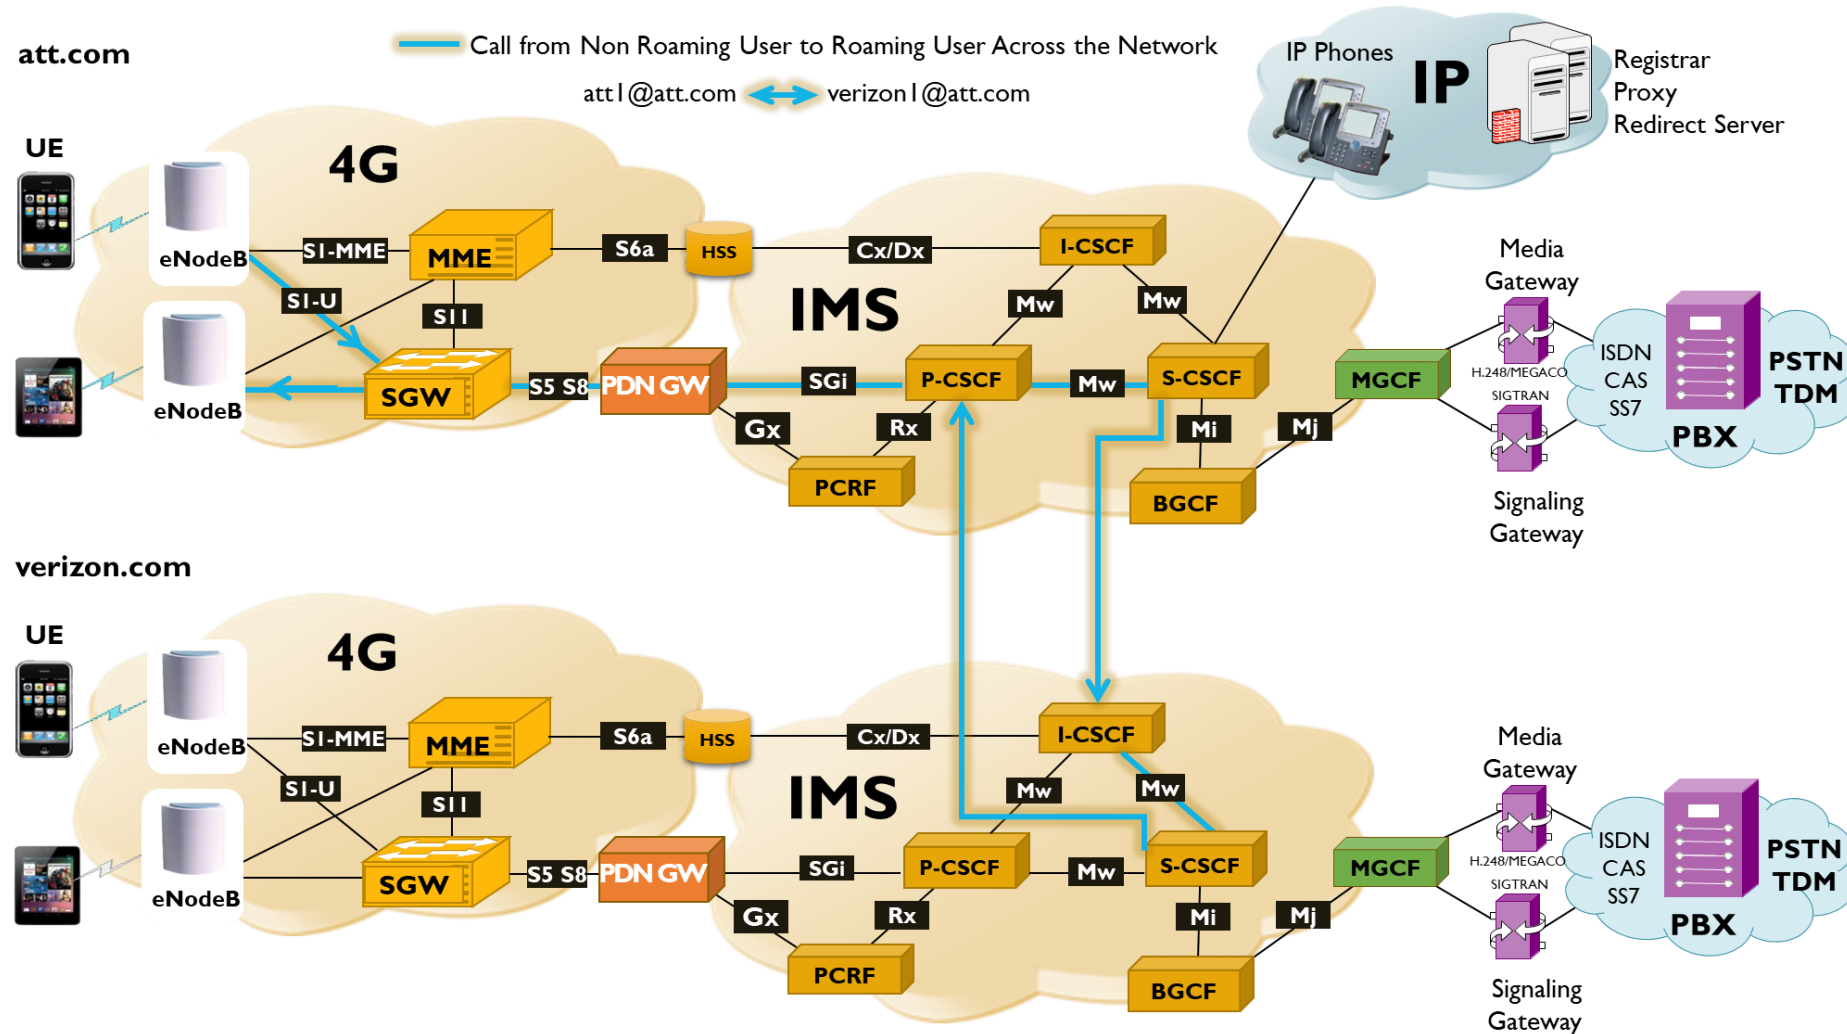 att.com
Call from Non Roaming User to Roaming User Across the Network
att1@att.com
verizon1@att.com
IP Phones
IP
Registrar
Proxy
Redirect Server
UE
4G
eNodeB
S1-MME
MME
S6a
HSS
Cx/Dx
I-CSCF
Media
Gateway
S1-U
S11
IMS
Mw
Mw
eNodeB
SGW
S5 S8
PDN GW
SGi
P-CSCF
Mw
S-CSCF
MGCF
H.248/MEGACO
SIGTRAN
ISDN
CAS
SS7
PSTN
TDM
PBX
Gx
Rx
Mi
Mj
PCRF
BGCF
Signaling
Gateway
verizon.com
UE
4G
eNodeB
S1-MME
MME
S6a
HSS
Cx/Dx
I-CSCF
Media
Gateway
S1-U
S11
IMS
Mw
Mw
eNodeB
SGW
S5 S8
PDN GW
SGi
P-CSCF
Mw
S-CSCF
MGCF
H.248/MEGACO
SIGTRAN
ISDN
CAS
SS7
PSTN
TDM
PBX
Gx
Rx
Mi
Mj
PCRF
BGCF
Signaling
Gateway